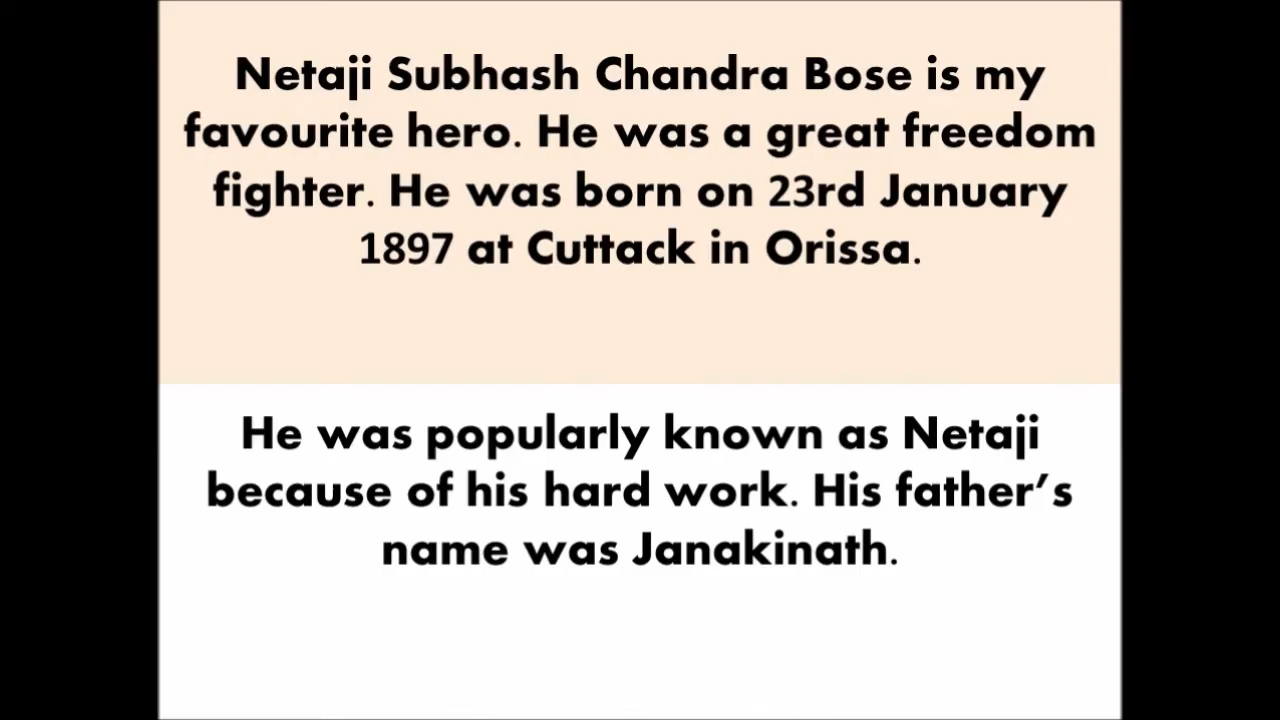 Netaji Subhash Chandra Bose is my
favourite hero. He was a great freedom
fighter. He was born on 23rd January
1897 at Cuttack in Orissa.
He was popularly known as Netaji
because of his hard work. His father’s
name was Janakinath.